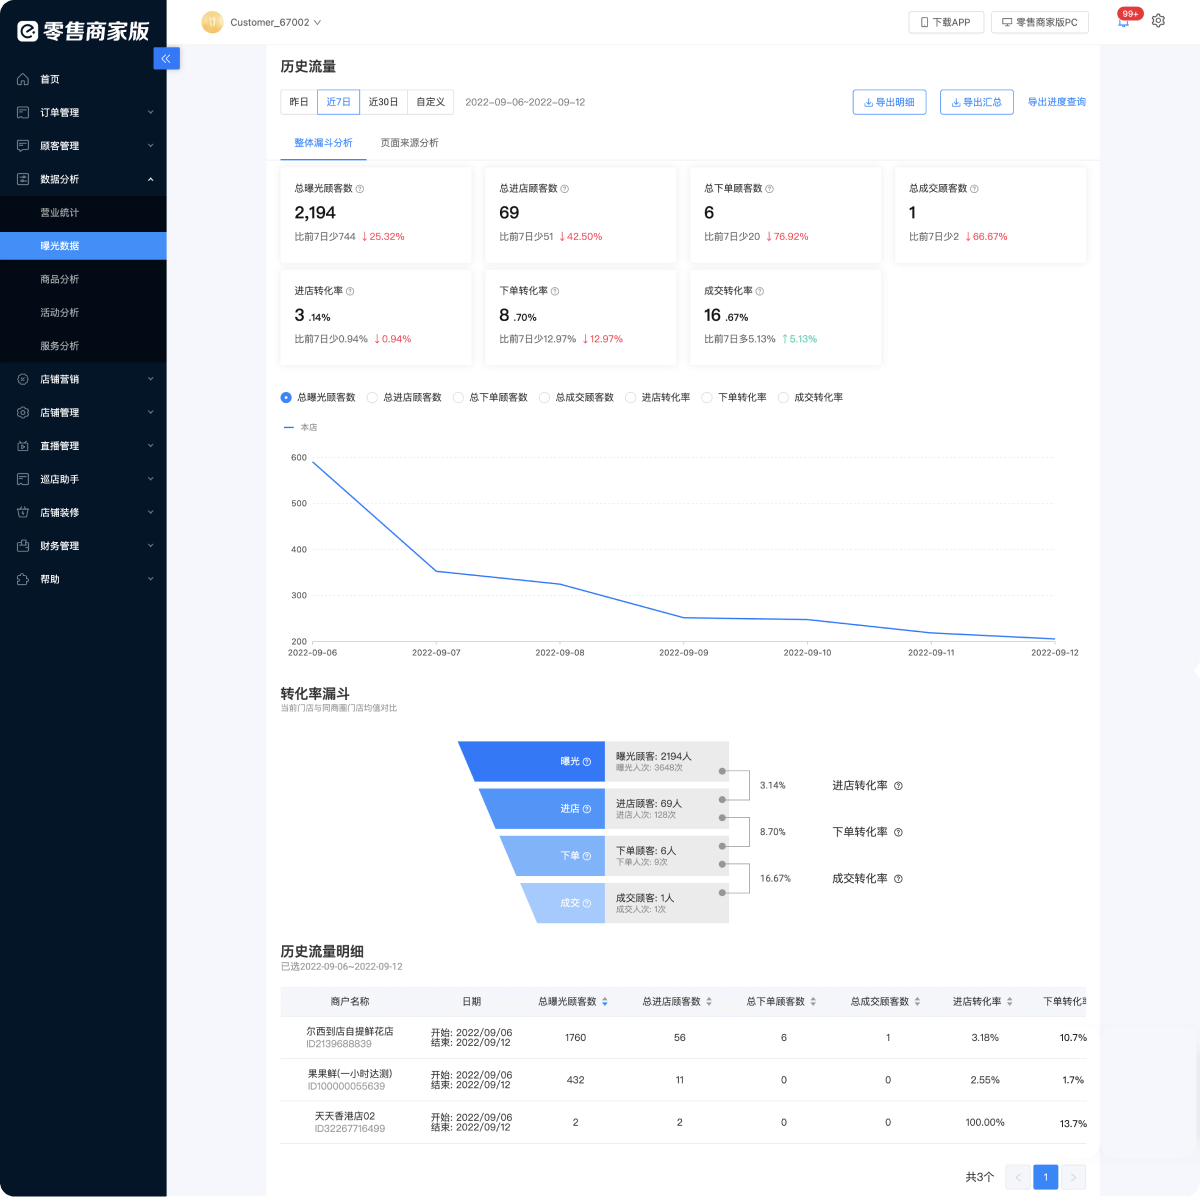 零售商家版
Customer_67002
下载APP
零售商家版PC
99+
首页
订单管理
顾客管理
数据分析
营业统计
曝光数据
商品分析
活动分析
服务分析
店铺营销
店铺管理
直播管理
巡店助手
店铺装修
财务管理
帮助
历史流量
昨日 近7日 近30日 自定义 2022-09-06~2022-09-12
导出明细 导出汇总 导出进度查询
整体漏斗分析 页面来源分析
总曝光顾客数
2,194
比前7日少744 ↓25.32%
总进店顾客数
69
比前7日少51 ↓42.50%
总下单顾客数
6
比前7日少20 ↓76.92%
总成交顾客数
1
比前7日少2 ↓66.67%
进店转化率
3 .14%
比前7日少0.94% ↓0.94%
下单转化率
8 .70%
比前7日少12.97% ↓12.97%
成交转化率
16 .67%
比前7日多5.13% ↑5.13%
总曝光顾客数 总进店顾客数 总下单顾客数 总成交顾客数 进店转化率 下单转化率 成交转化率
本店
600
500
400
300
200
2022-09-06 2022-09-07 2022-09-08 2022-09-09 2022-09-10 2022-09-11 2022-09-12
转化率漏斗
当前门店与同商圈门店均值对比
曝光
曝光顾客: 2194人
曝光人次: 3648次
3.14% 进店转化率
进店
进店顾客: 69人
进店人次: 128次
8.70% 下单转化率
下单
下单顾客: 6人
下单人次: 9次
16.67% 成交转化率
成交
成交顾客: 1人
成交人次: 1次
历史流量明细
已选2022-09-06~2022-09-12
商户名称 日期 总曝光顾客数 总进店顾客数 总下单顾客数 总成交顾客数 进店转化率 下单转化率
尔西到店自提鲜花店
ID2139688839
开始: 2022/09/06
结束: 2022/09/12
1760 56 6 1 3.18% 10.7%
果果鲜(一小时达测)
ID100000055639
开始: 2022/09/06
结束: 2022/09/12
432 11 0 0 2.55% 1.7%
天天香港店02
ID32267716499
开始: 2022/09/06
结束: 2022/09/12
2 2 0 0 100.00% 13.7%
共3个 < 1 >